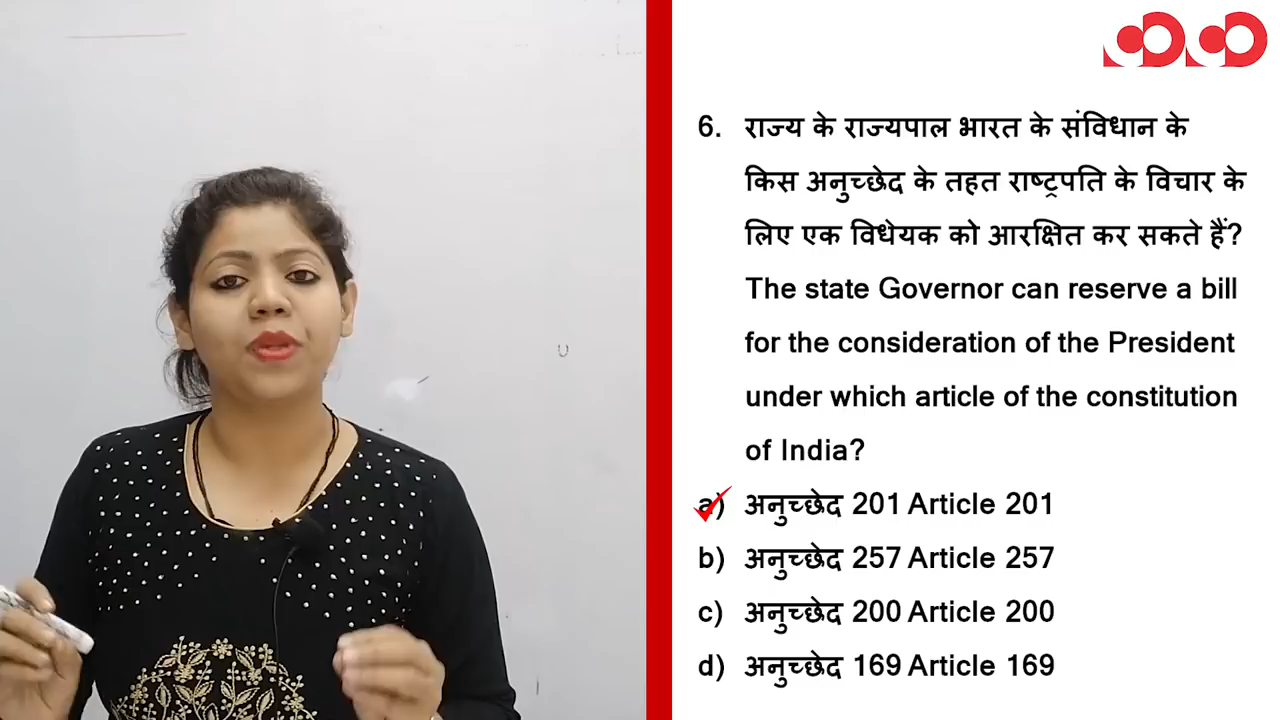 6. राज्य के राज्यपाल भारत के संविधान के
किस अनुच्छेद के तहत राष्ट्रपति के विचार के
लिए एक विधेयक को आरक्षित कर सकते हैं?
The state Governor can reserve a bill
for the consideration of the President
under which article of the constitution
of India?
a) अनुच्छेद 201 Article 201
b) अनुच्छेद 257 Article 257
c) अनुच्छेद 200 Article 200
d) अनुच्छेद 169 Article 169